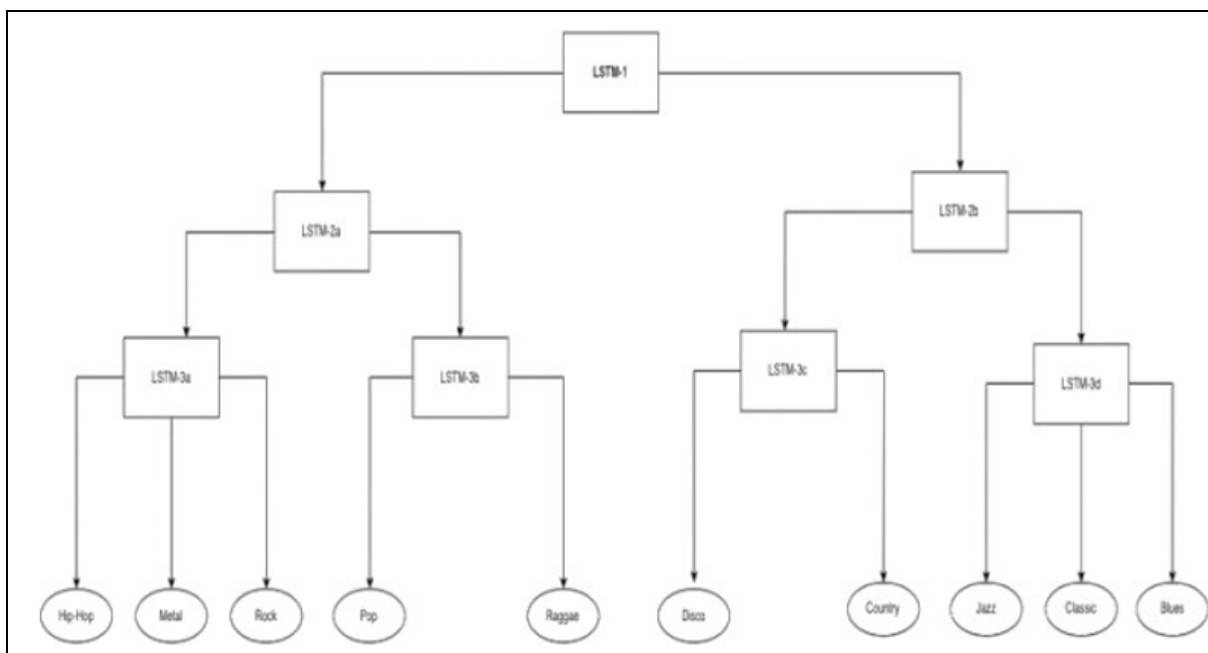 LSTM-1
LSTM-2a
LSTM-2b
LSTM-3a
LSTM-3b
LSTM-3c
LSTM-3d
Hip-Hop
Metal
Rock
Pop
Raggae
Disco
Country
Jazz
Classic
Blues